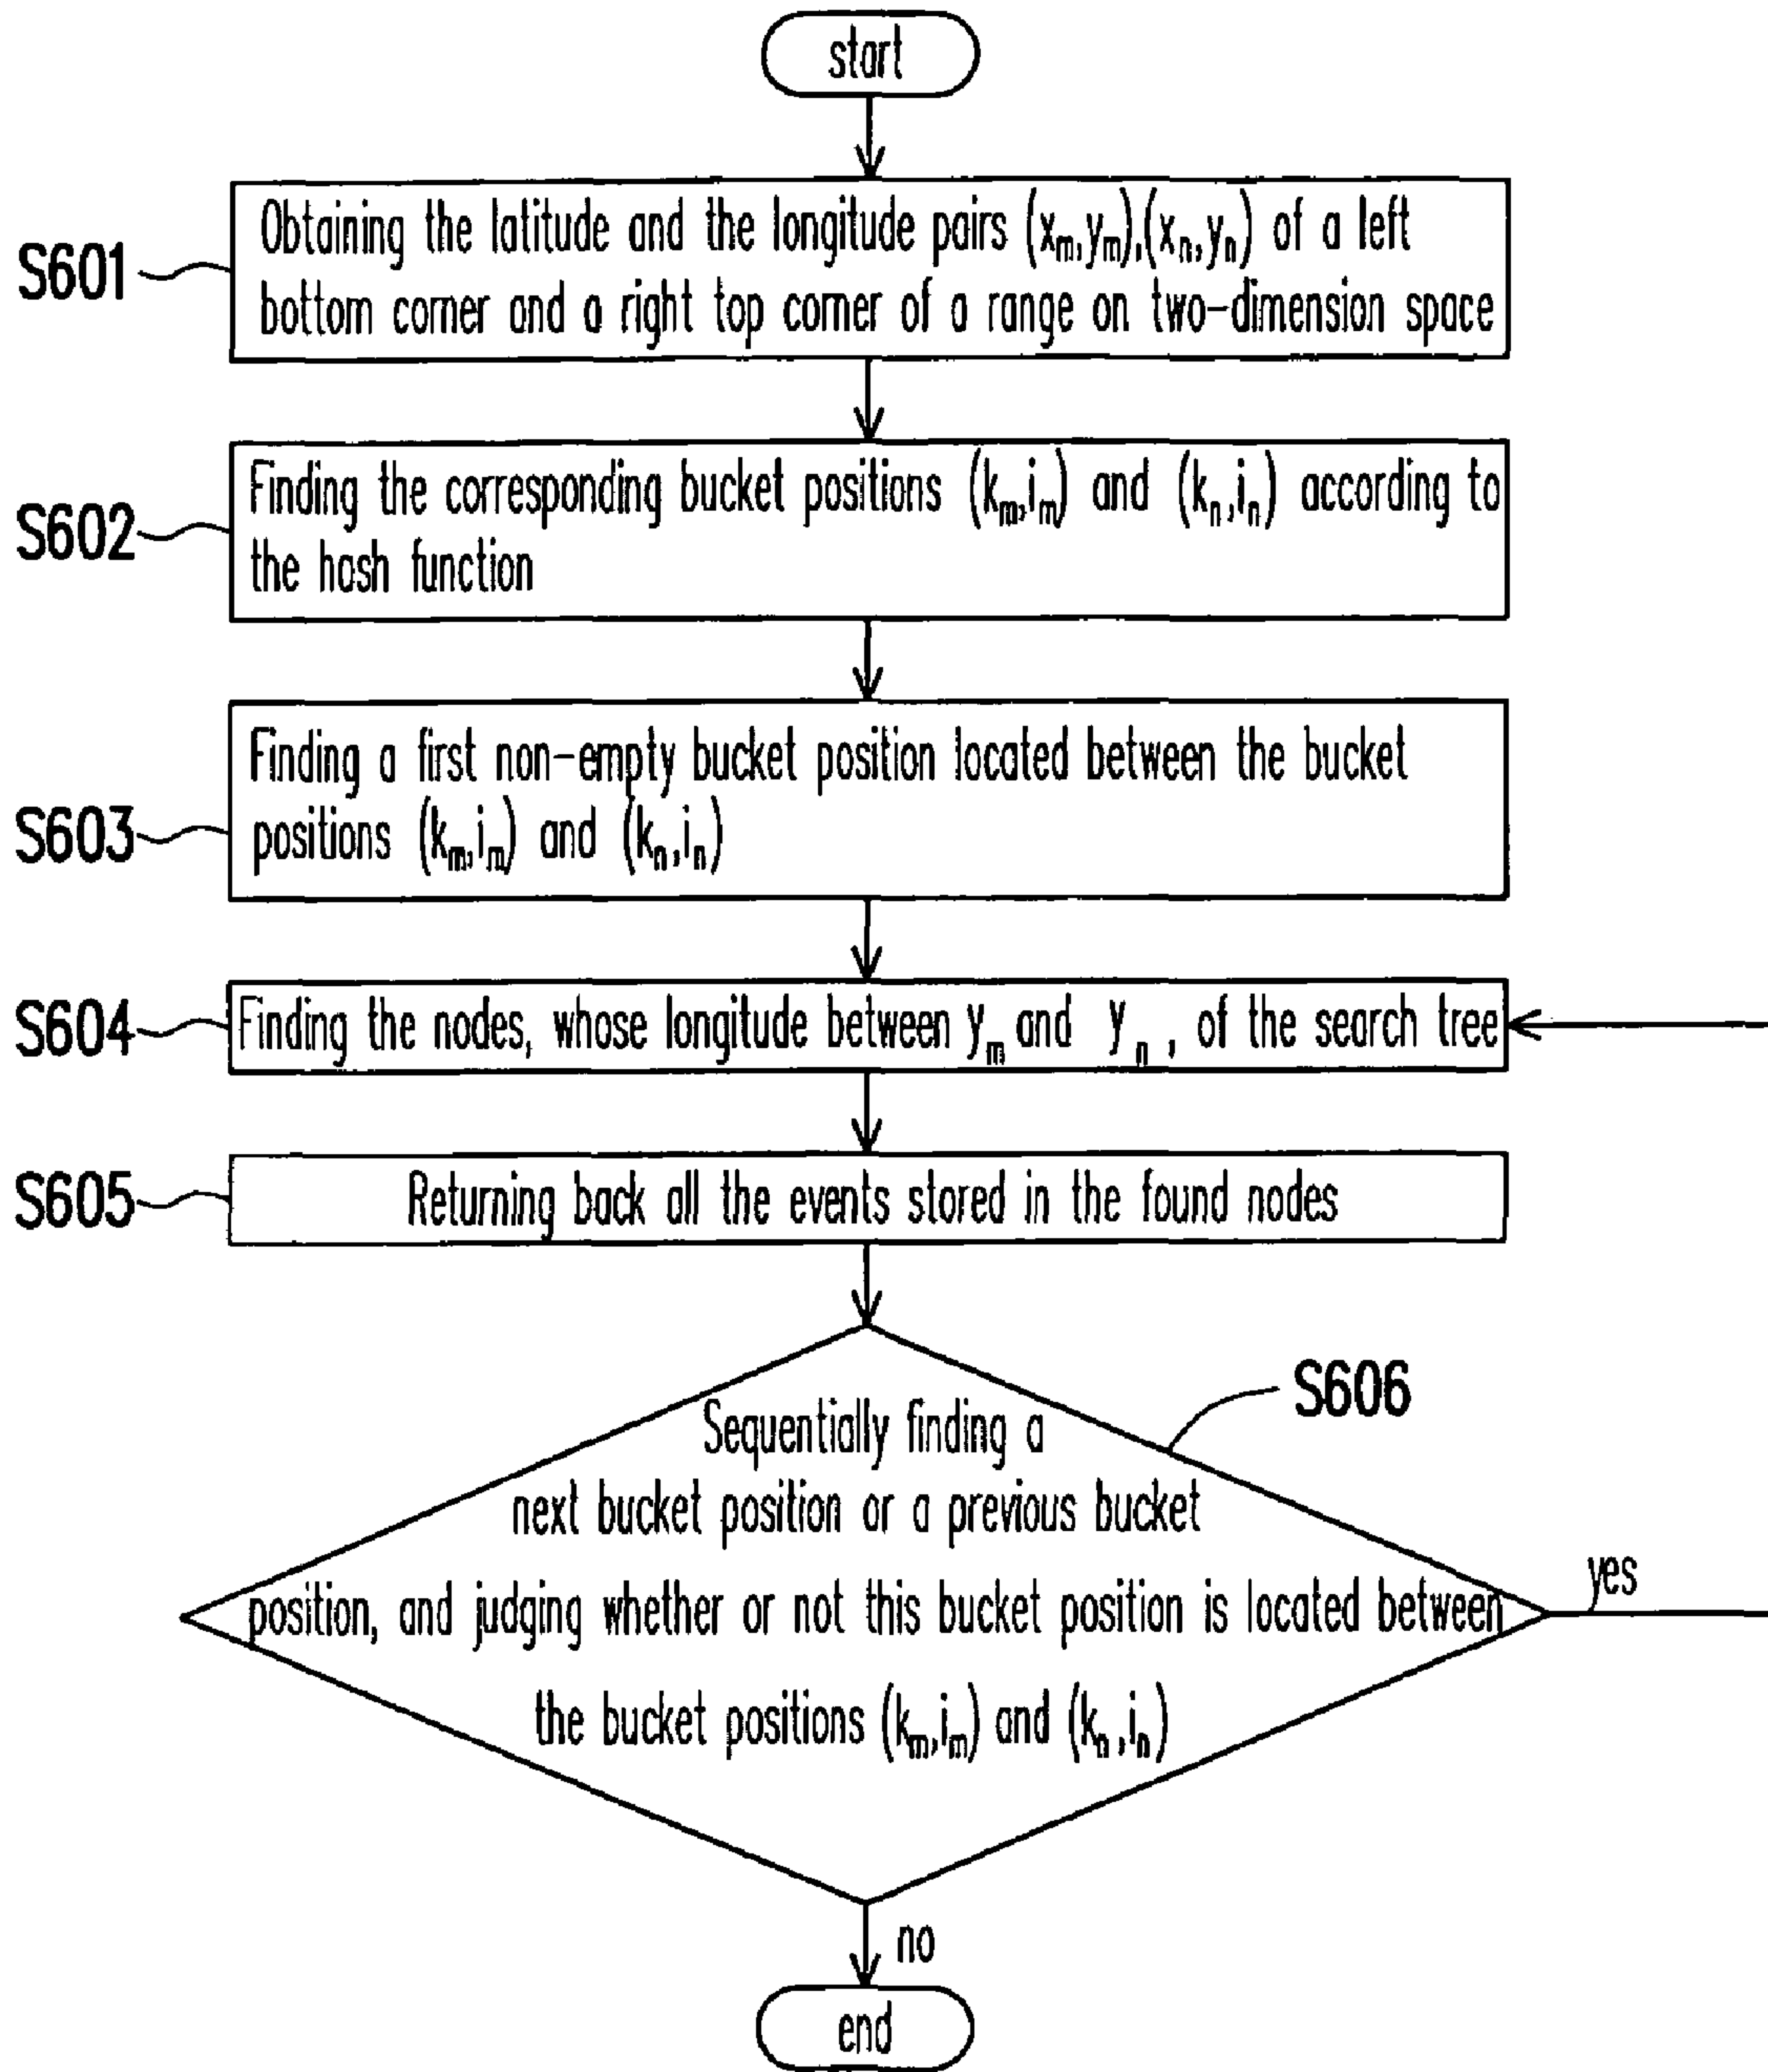 start
S601
Obtaining the latitude and the longitude pairs (xₘ,yₘ),(xₙ,yₙ) of a left
bottom corner and a right top corner of a range on two-dimension space
S602
Finding the corresponding bucket positions (kₘ,iₘ) and (kₙ,iₙ) according to
the hash function
S603
Finding a first non-empty bucket position located between the bucket
positions (kₘ,iₘ) and (kₙ,iₙ)
S604
Finding the nodes, whose longitude between yₘ and yₙ, of the search tree
S605
Returning back all the events stored in the found nodes
S606
Sequentially finding a
next bucket position or a previous bucket
position, and judging whether or not this bucket position is located between
the bucket positions (kₘ,iₘ) and (kₙ,iₙ)
yes
no
end